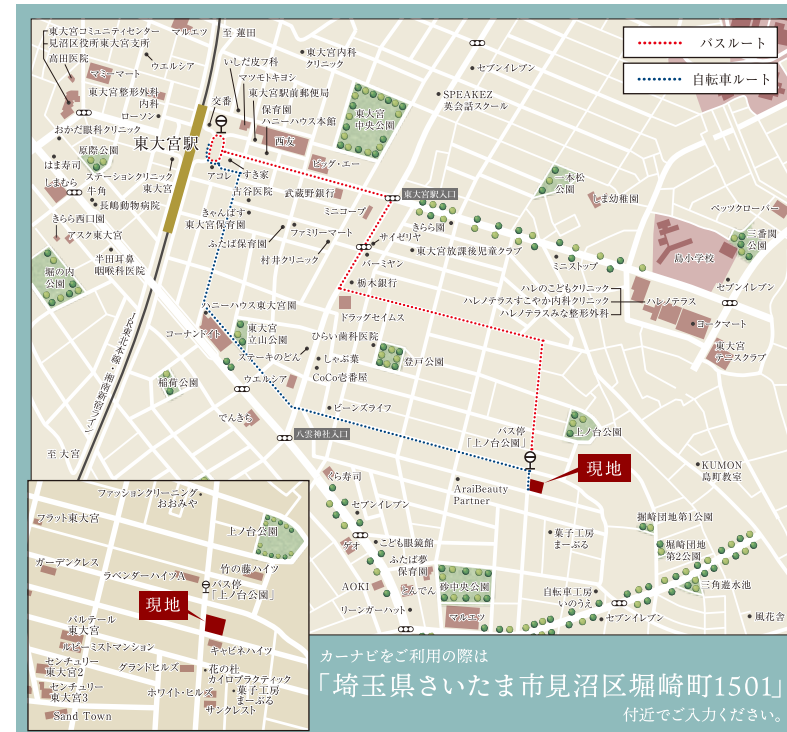 バスルート
自転車ルート
東大宮コミュニティセンター
見沼区役所東大宮支所
高田医院
マルエツ
至 蓮田
マミーマート
ウエルシア
いしだ皮フ科
マツモトキヨシ
東大宮駅前郵便局
保育園
ハニーハウス本館
東大宮内科
クリニック
セブンイレブン
SPEAKEZ
英会話スクール
東大宮整形外科
内科
ローソン
交番
西友
東大宮
中央公園
おかだ眼科クリニック
東大宮駅
原際公園
はま寿司
しまむら
ステーションクリニック
東大宮
アコレ
すき家
ビッグ・エー
古谷医院
武蔵野銀行
東大宮駅入口
一本松
公園
しま幼稚園
牛角
長嶋動物病院
きゃんぱす
東大宮保育園
ミニコープ
きらら園
ベッツクローバー
きらら西口園
アスク東大宮
ふたば保育園
ファミリーマート
サイゼリヤ
東大宮放課後児童クラブ
三番関
公園
島小学校
半田耳鼻
咽喉科医院
村井クリニック
バーミヤン
ミニストップ
堀の内
公園
栃木銀行
ハレのこどもクリニック
ハレノテラスすこやか内科クリニック
ハレノテラスみな整形外科
ハレノテラス
セブンイレブン
ハニーハウス東大宮園
ドラッグセイムス
コーナンドイト
東大宮
立山公園
ひらい歯科医院
ヨークマート
JR東北本線・湘南新宿ライン
ステーキのどん
しゃぶ葉
登戸公園
東大宮
テニスクラブ
稲荷公園
ウエルシア
CoCo壱番屋
でんきち
ビーンズライフ
バス停
「上ノ台公園」
上ノ台公園
八雲神社入口
至 大宮
現地
KUMON
島町教室
くら寿司
AraiBeauty
Partner
セブンイレブン
堀崎団地第1公園
ゲオ
こども眼鏡館
菓子工房
まーぶる
堀崎団地
第2公園
ふたば夢
保育園
AOKI
とんでん
砂中央公園
自転車工房
いのうえ
三角遊水池
リーンガーハット
マルエツ
セブンイレブン
風花舎
ファッションクリーニング
おおみや
フラット東大宮
上ノ台公園
ガーデンクレス
ラベンダーハイツA
竹の藤ハイツ
バス停
「上ノ台公園」
現地
パルテール
東大宮
ルピーミストマンション
キャビネハイツ
センチュリー
東大宮2
グランドヒルズ
花の杜
カイロプラクティック
センチュリー
東大宮3
ホワイト・ヒルズ
菓子工房
まーぶる
サンクレスト
Sand Town
カーナビをご利用の際は
「埼玉県さいたま市見沼区堀崎町1501」
付近でご入力ください。